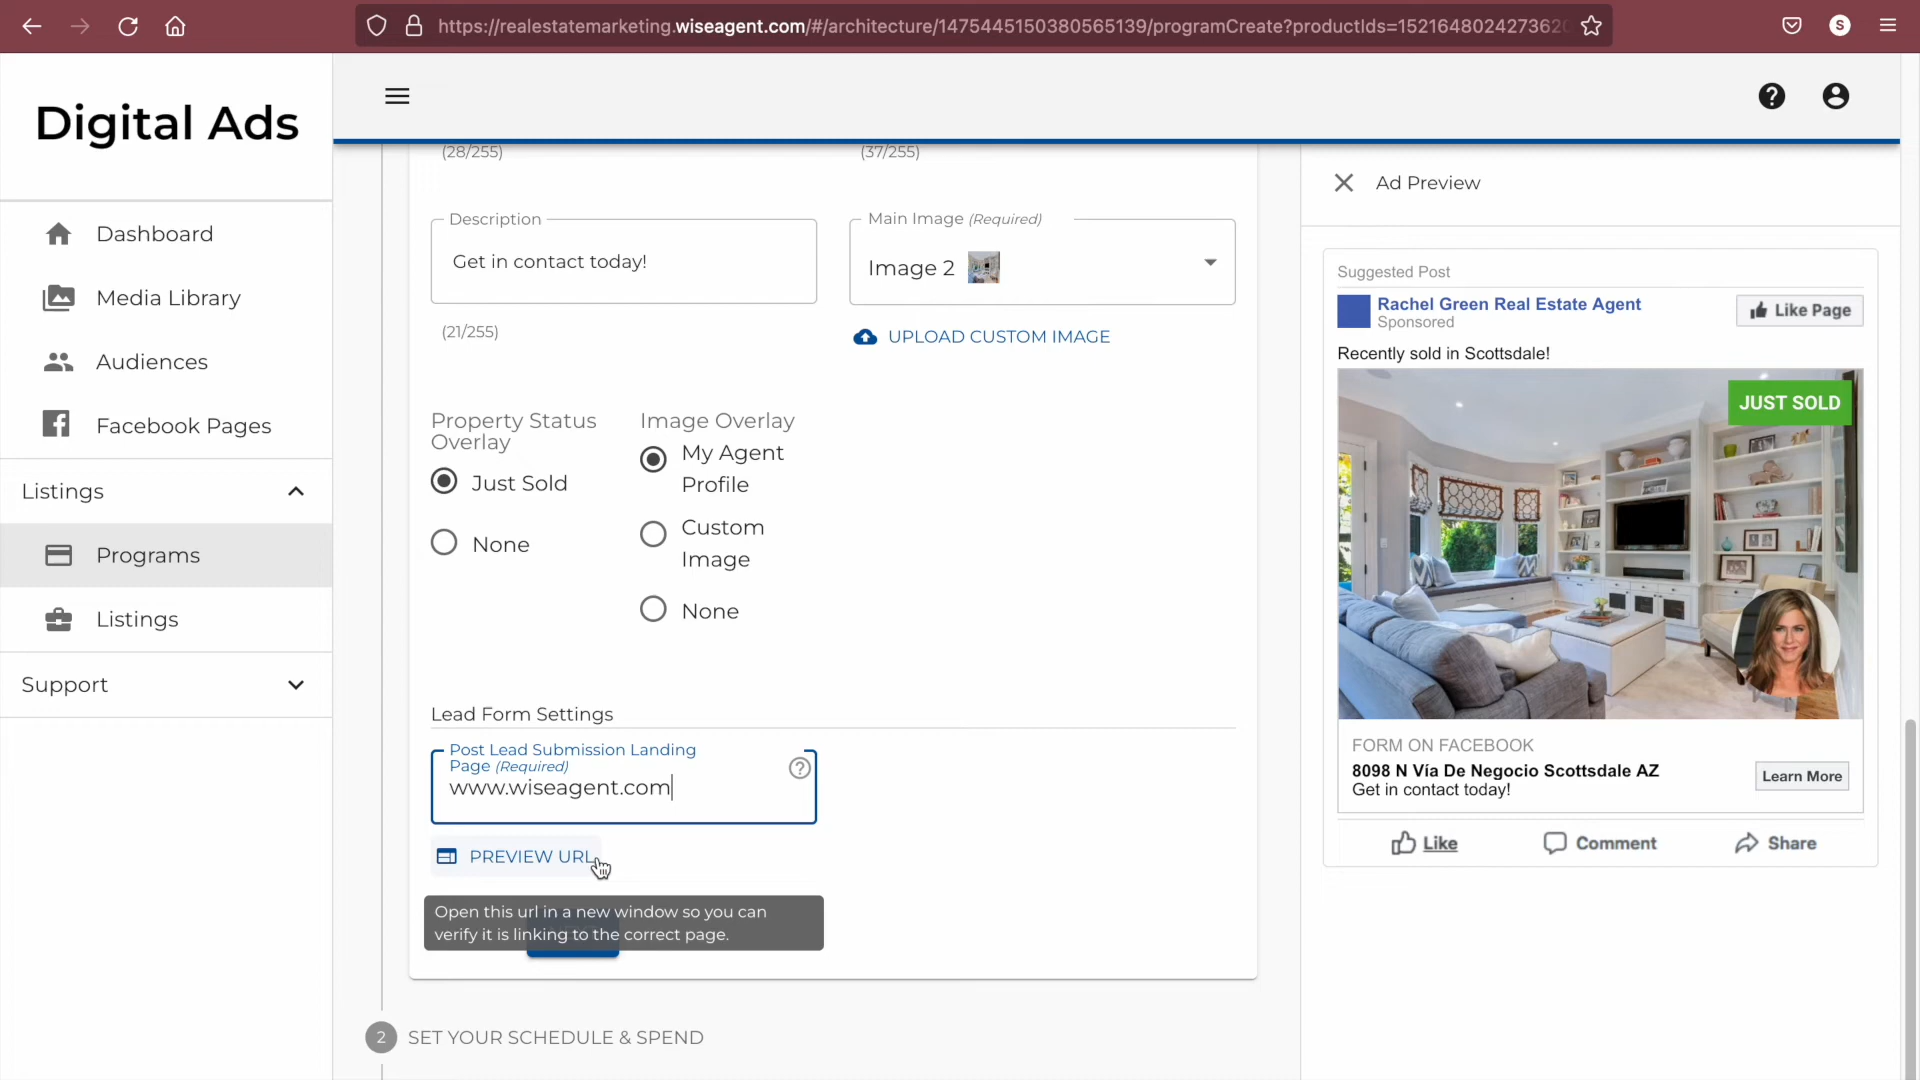 https://realestatemarketing.wiseagent.com/#/architecture/1475445150380565139/programCreate?productIds=1521648024273620
S
Digital Ads
Dashboard
Media Library
Audiences
Facebook Pages
Listings
Programs
Listings
Support
(28/255)
(37/255)
Description
Get in contact today!
(21/255)
Main Image (Required)
Image 2
UPLOAD CUSTOM IMAGE
Property Status
Overlay
Just Sold
None
Image Overlay
My Agent
Profile
Custom
Image
None
Lead Form Settings
Post Lead Submission Landing
Page (Required)
www.wiseagent.com
PREVIEW URL
Open this url in a new window so you can
verify it is linking to the correct page.
2 SET YOUR SCHEDULE & SPEND
Ad Preview
Suggested Post
Rachel Green Real Estate Agent
Sponsored
Like Page
Recently sold in Scottsdale!
JUST SOLD
FORM ON FACEBOOK
8098 N Vía De Negocio Scottsdale AZ
Get in contact today!
Learn More
Like
Comment
Share